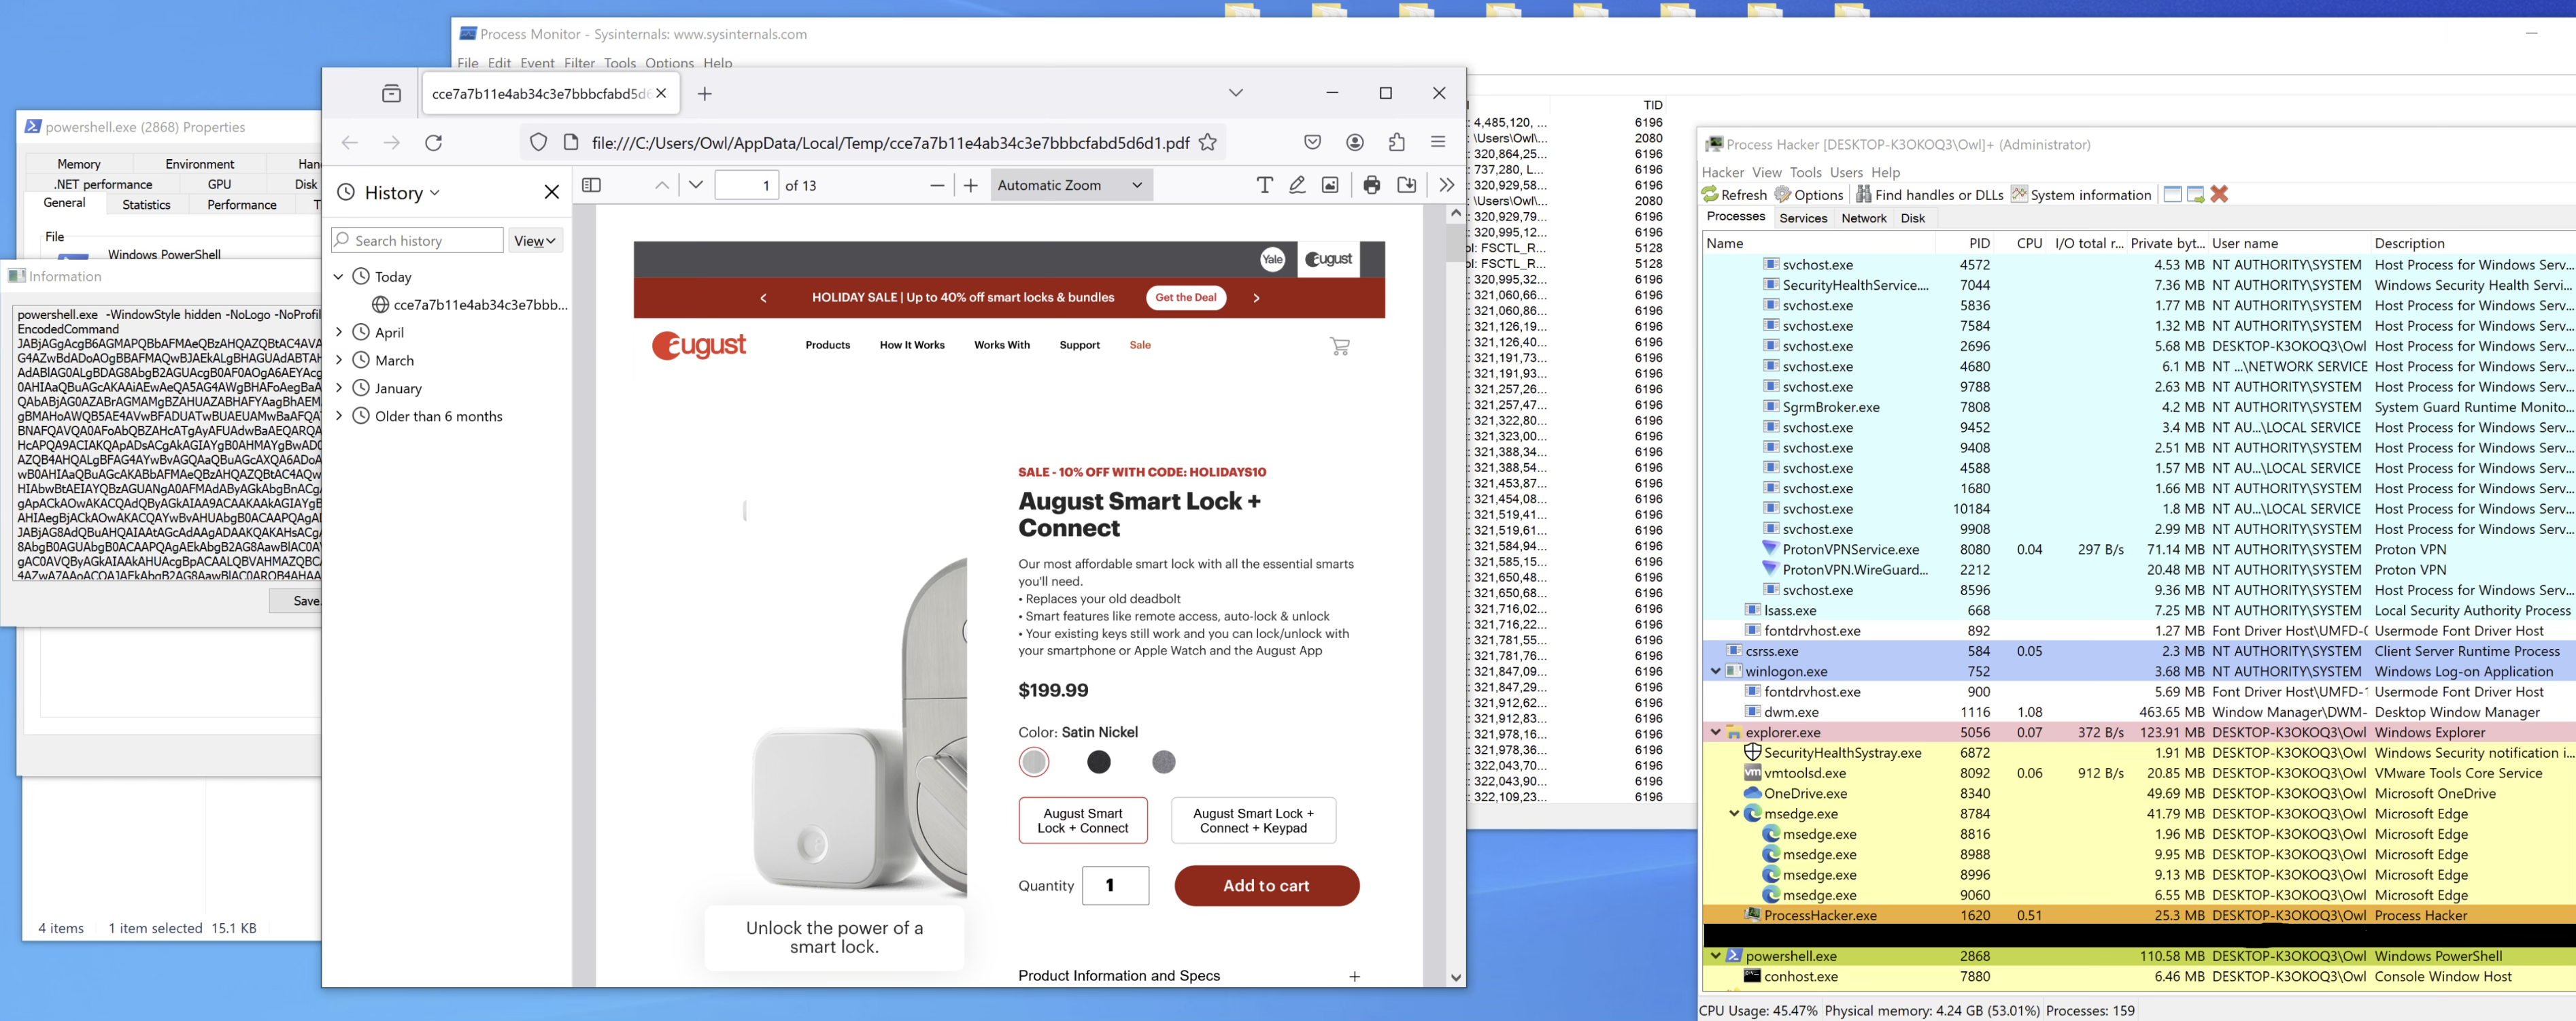 Process Monitor - Sysinternals: www.sysinternals.com
File Edit Event Filter Tools Options Help
TID
4,485,120, ... 6196
\Users\Owl... 2080
: 320,864,25... 6196
: 737,280, L... 6196
: 320,929,58... 6196
\Users\Owl... 2080
: 320,929,79... 6196
: 320,995,12... 6196
ol: FSCTL_R... 5128
ol: FSCTL_R... 5128
: 320,995,32... 6196
: 321,060,66... 6196
: 321,060,86... 6196
: 321,126,19... 6196
: 321,126,40... 6196
: 321,191,73... 6196
: 321,191,93... 6196
: 321,257,26... 6196
: 321,257,47... 6196
: 321,322,80... 6196
: 321,323,00... 6196
: 321,388,34... 6196
: 321,388,54... 6196
: 321,453,87... 6196
: 321,454,08... 6196
: 321,519,41... 6196
: 321,519,61... 6196
: 321,584,94... 6196
: 321,585,15... 6196
: 321,650,48... 6196
: 321,650,68... 6196
: 321,716,02... 6196
: 321,716,22... 6196
: 321,781,55... 6196
: 321,781,76... 6196
: 321,847,09... 6196
: 321,847,29... 6196
: 321,912,62... 6196
: 321,912,83... 6196
: 321,978,16... 6196
: 321,978,36... 6196
: 322,043,70... 6196
: 322,043,90... 6196
: 322,109,23... 6196
powershell.exe (2868) Properties
Memory Environment Han
.NET performance GPU Disk
General Statistics Performance T
File
Windows PowerShell
Information
powershell.exe -WindowStyle hidden -NoLogo -NoProfil
EncodedCommand
Save
4 items 1 item selected 15.1 KB
cce7a7b11e4ab34c3e7bbbcfabd5d6
file:///C:/Users/Owl/AppData/Local/Temp/cce7a7b11e4ab34c3e7bbbcfabd5d6d1.pdf
History
Search history View
Today
cce7a7b11e4ab34c3e7bbb...
April
March
January
Older than 6 months
1 of 13
Automatic Zoom
Yale august
HOLIDAY SALE | Up to 40% off smart locks & bundles Get the Deal
august Products How It Works Works With Support Sale
SALE - 10% OFF WITH CODE: HOLIDAYS10
August Smart Lock +
Connect
Our most affordable smart lock with all the essential smarts
you'll need.
• Replaces your old deadbolt
• Smart features like remote access, auto-lock & unlock
• Your existing keys still work and you can lock/unlock with
your smartphone or Apple Watch and the August App
$199.99
Color: Satin Nickel
August Smart
Lock + Connect
August Smart Lock +
Connect + Keypad
Quantity 1 Add to cart
Unlock the power of a
smart lock.
Product Information and Specs
Process Hacker [DESKTOP-K3OKOQ3\Owl]+ (Administrator)
Hacker View Tools Users Help
Refresh Options Find handles or DLLs System information
Processes Services Network Disk
Name PID CPU I/O total r... Private byt... User name Description
svchost.exe 4572 4.53 MB NT AUTHORITY\SYSTEM Host Process for Windows Serv...
SecurityHealthService.... 7044 7.36 MB NT AUTHORITY\SYSTEM Windows Security Health Servi...
svchost.exe 5836 1.77 MB NT AUTHORITY\SYSTEM Host Process for Windows Serv...
svchost.exe 7584 1.32 MB NT AUTHORITY\SYSTEM Host Process for Windows Serv...
svchost.exe 2696 5.68 MB DESKTOP-K3OKOQ3\Owl Host Process for Windows Serv...
svchost.exe 4680 6.1 MB NT ...\NETWORK SERVICE Host Process for Windows Serv...
svchost.exe 9788 2.63 MB NT AUTHORITY\SYSTEM Host Process for Windows Serv...
SgrmBroker.exe 7808 4.2 MB NT AUTHORITY\SYSTEM System Guard Runtime Monito...
svchost.exe 9452 3.4 MB NT AU...\LOCAL SERVICE Host Process for Windows Serv...
svchost.exe 9408 2.51 MB NT AUTHORITY\SYSTEM Host Process for Windows Serv...
svchost.exe 4588 1.57 MB NT AU...\LOCAL SERVICE Host Process for Windows Serv...
svchost.exe 1680 1.66 MB NT AUTHORITY\SYSTEM Host Process for Windows Serv...
svchost.exe 10184 1.8 MB NT AU...\LOCAL SERVICE Host Process for Windows Serv...
svchost.exe 9908 2.99 MB NT AUTHORITY\SYSTEM Host Process for Windows Serv...
ProtonVPNService.exe 8080 0.04 297 B/s 71.14 MB NT AUTHORITY\SYSTEM Proton VPN
ProtonVPN.WireGuard... 2212 20.48 MB NT AUTHORITY\SYSTEM Proton VPN
svchost.exe 8596 9.36 MB NT AUTHORITY\SYSTEM Host Process for Windows Serv...
lsass.exe 668 7.25 MB NT AUTHORITY\SYSTEM Local Security Authority Process
fontdrvhost.exe 892 1.27 MB Font Driver Host\UMFD-0 Usermode Font Driver Host
csrss.exe 584 0.05 2.3 MB NT AUTHORITY\SYSTEM Client Server Runtime Process
winlogon.exe 752 3.68 MB NT AUTHORITY\SYSTEM Windows Log-on Application
fontdrvhost.exe 900 5.69 MB Font Driver Host\UMFD-1 Usermode Font Driver Host
dwm.exe 1116 1.08 463.65 MB Window Manager\DWM- Desktop Window Manager
explorer.exe 5056 0.07 372 B/s 123.91 MB DESKTOP-K3OKOQ3\Owl Windows Explorer
SecurityHealthSystray.exe 6872 1.91 MB DESKTOP-K3OKOQ3\Owl Windows Security notification i...
vmtoolsd.exe 8092 0.06 912 B/s 20.85 MB DESKTOP-K3OKOQ3\Owl VMware Tools Core Service
OneDrive.exe 8340 49.69 MB DESKTOP-K3OKOQ3\Owl Microsoft OneDrive
msedge.exe 8784 41.79 MB DESKTOP-K3OKOQ3\Owl Microsoft Edge
msedge.exe 8816 1.96 MB DESKTOP-K3OKOQ3\Owl Microsoft Edge
msedge.exe 8988 9.95 MB DESKTOP-K3OKOQ3\Owl Microsoft Edge
msedge.exe 8996 9.13 MB DESKTOP-K3OKOQ3\Owl Microsoft Edge
msedge.exe 9060 6.55 MB DESKTOP-K3OKOQ3\Owl Microsoft Edge
ProcessHacker.exe 1620 0.51 25.3 MB DESKTOP-K3OKOQ3\Owl Process Hacker
powershell.exe 2868 110.58 MB DESKTOP-K3OKOQ3\Owl Windows PowerShell
conhost.exe 7880 6.46 MB DESKTOP-K3OKOQ3\Owl Console Window Host
CPU Usage: 45.47% Physical memory: 4.24 GB (53.01%) Processes: 159